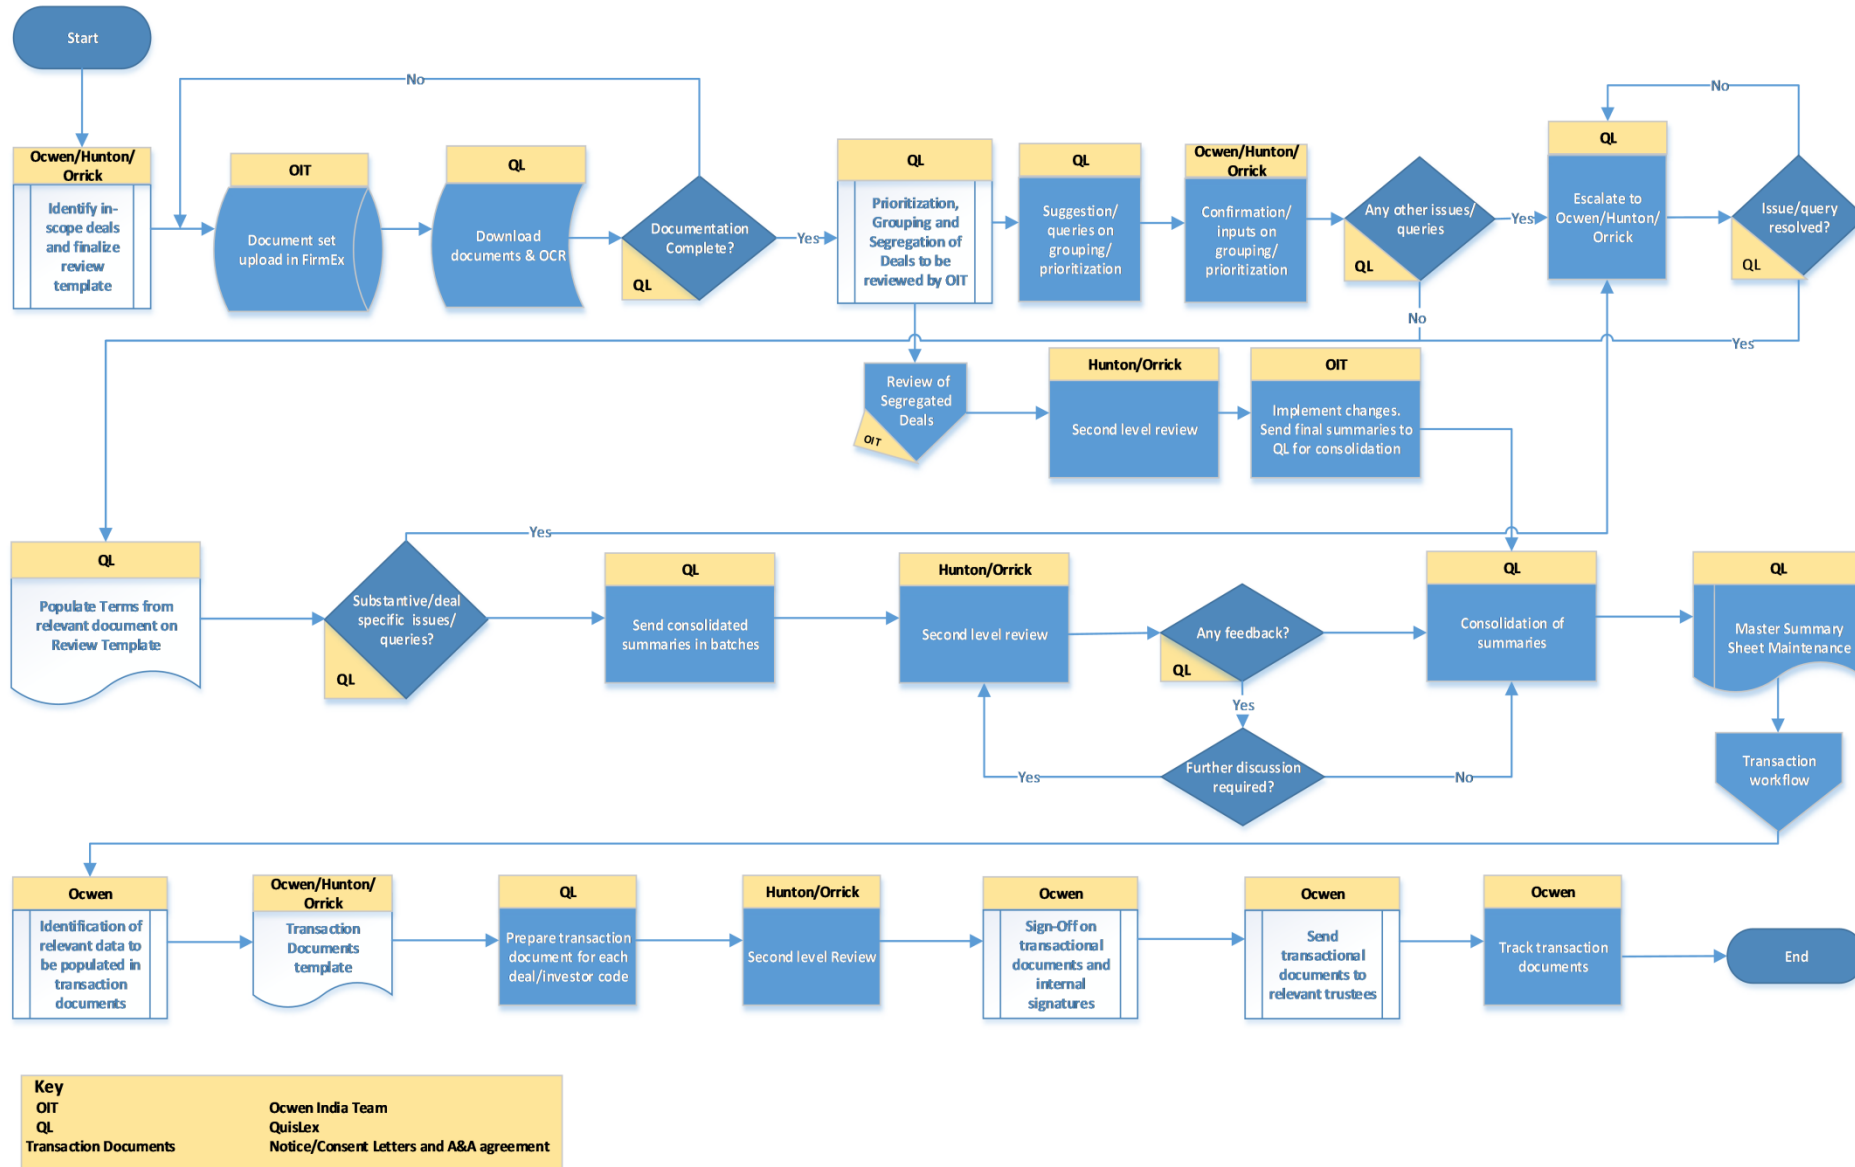 Start
No
No
Ocwen/Hunton/
Orrick
Identify in-
scope deals
and finalize
review
template
OIT
Document set
upload in FirmEx
QL
Download
documents & OCR
Documentation
Complete?
QL
Yes
QL
Prioritization,
Grouping and
Segregation of
Deals to be
reviewed by OIT
QL
Suggestion/
queries on
grouping/
prioritization
Ocwen/Hunton/
Orrick
Confirmation/
inputs on
grouping/
prioritization
Any other issues/
queries
QL
Yes
QL
Escalate to
Ocwen/Hunton/
Orrick
Issue/query
resolved?
QL
No
Yes
Review of
Segregated
Deals
OIT
Hunton/Orrick
Second level review
OIT
Implement changes.
Send final summaries to
QL for consolidation
QL
Populate Terms from
relevant document on
Review Template
Yes
Substantive/deal
specific issues/
queries?
QL
QL
Send consolidated
summaries in batches
Hunton/Orrick
Second level review
Any feedback?
QL
Yes
Further discussion
required?
Yes
No
QL
Consolidation of
summaries
QL
Master Summary
Sheet Maintenance
Transaction
workflow
Ocwen
Identification of
relevant data to
be populated in
transaction
documents
Ocwen/Hunton/
Orrick
Transaction
Documents
template
QL
Prepare transaction
document for each
deal/investor code
Hunton/Orrick
Second level Review
Ocwen
Sign-Off on
transactional
documents and
internal
signatures
Ocwen
Send
transactional
documents to
relevant trustees
Ocwen
Track transaction
documents
End
Key
OIT Ocwen India Team
QL QuisLex
Transaction Documents Notice/Consent Letters and A&A agreement